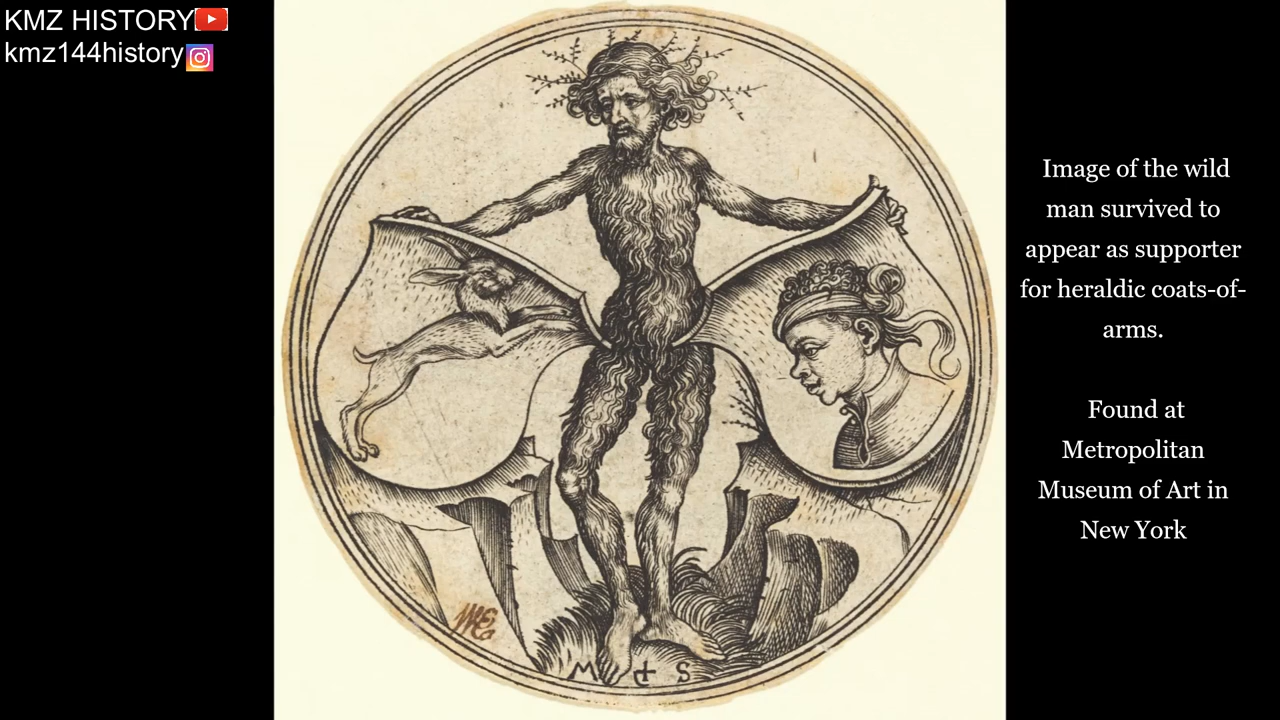 KMZ HISTORY
kmz144history
Image of the wild
man survived to
appear as supporter
for heraldic coats-of-
arms.
Found at
Metropolitan
Museum of Art in
New York
M S